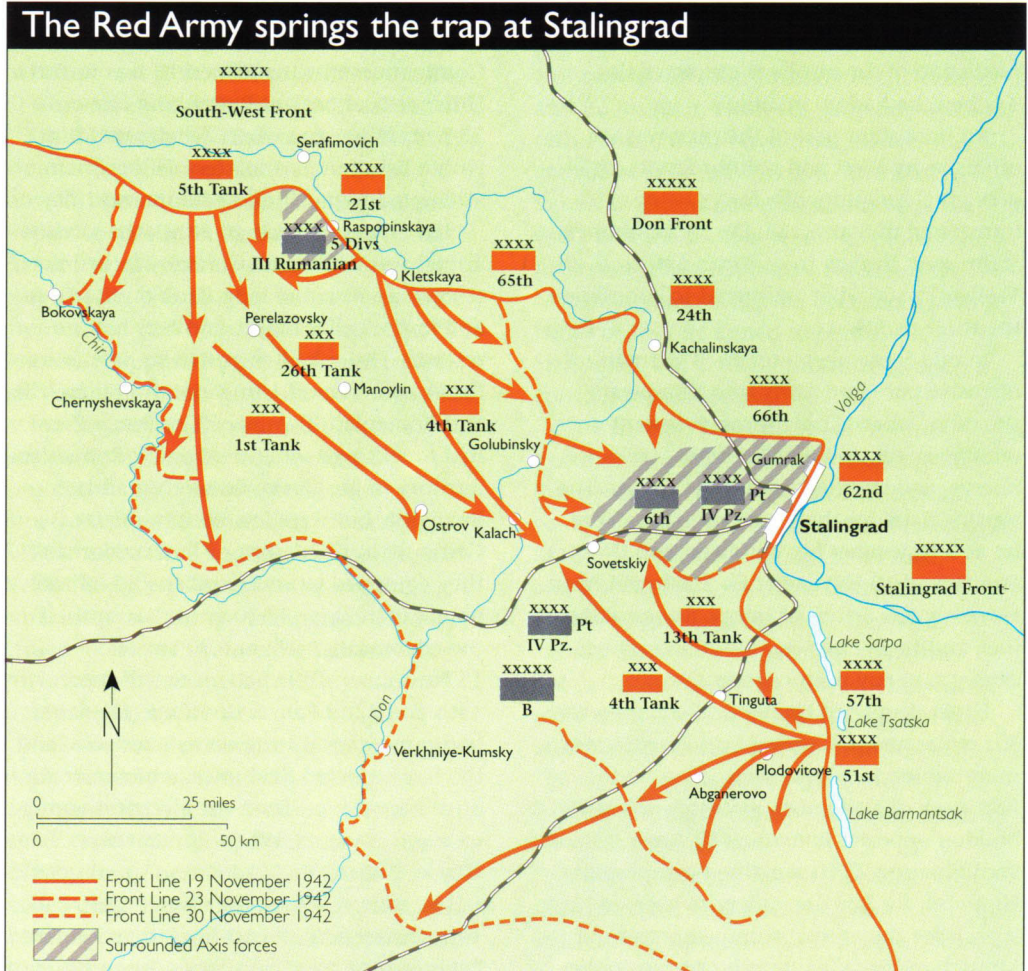 The Red Army springs the trap at Stalingrad
xxxxx
South-West Front
xxxx
5th Tank
Serafimovich
xxxx
21st
Raspopinskaya
xxxx
5 Divs
III Rumanian
xxxxx
Don Front
xxxx
65th
Kletskaya
xxxx
24th
Bokovskaya
Chir
Perelazovsky
xxx
26th Tank
Kachalinskaya
Chernyshevskaya
Manoylin
xxx
1st Tank
xxx
4th Tank
xxxx
66th
Volga
Golubinsky
Gumrak
xxxx
62nd
xxxx
6th
xxxx
Pt
IV Pz.
Ostrov
Kalach
Stalingrad
Sovetskiy
xxxxx
Stalingrad Front
xxxx
Pt
IV Pz.
xxx
13th Tank
Lake Sarpa
xxxxx
B
xxx
4th Tank
xxxx
57th
Tinguta
Lake Tsatska
N
Don
Verkhniye-Kumsky
xxxx
51st
Plodovitoye
Abganerovo
Lake Barmantsak
0 25 miles
0 50 km
Front Line 19 November 1942
Front Line 23 November 1942
Front Line 30 November 1942
Surrounded Axis forces